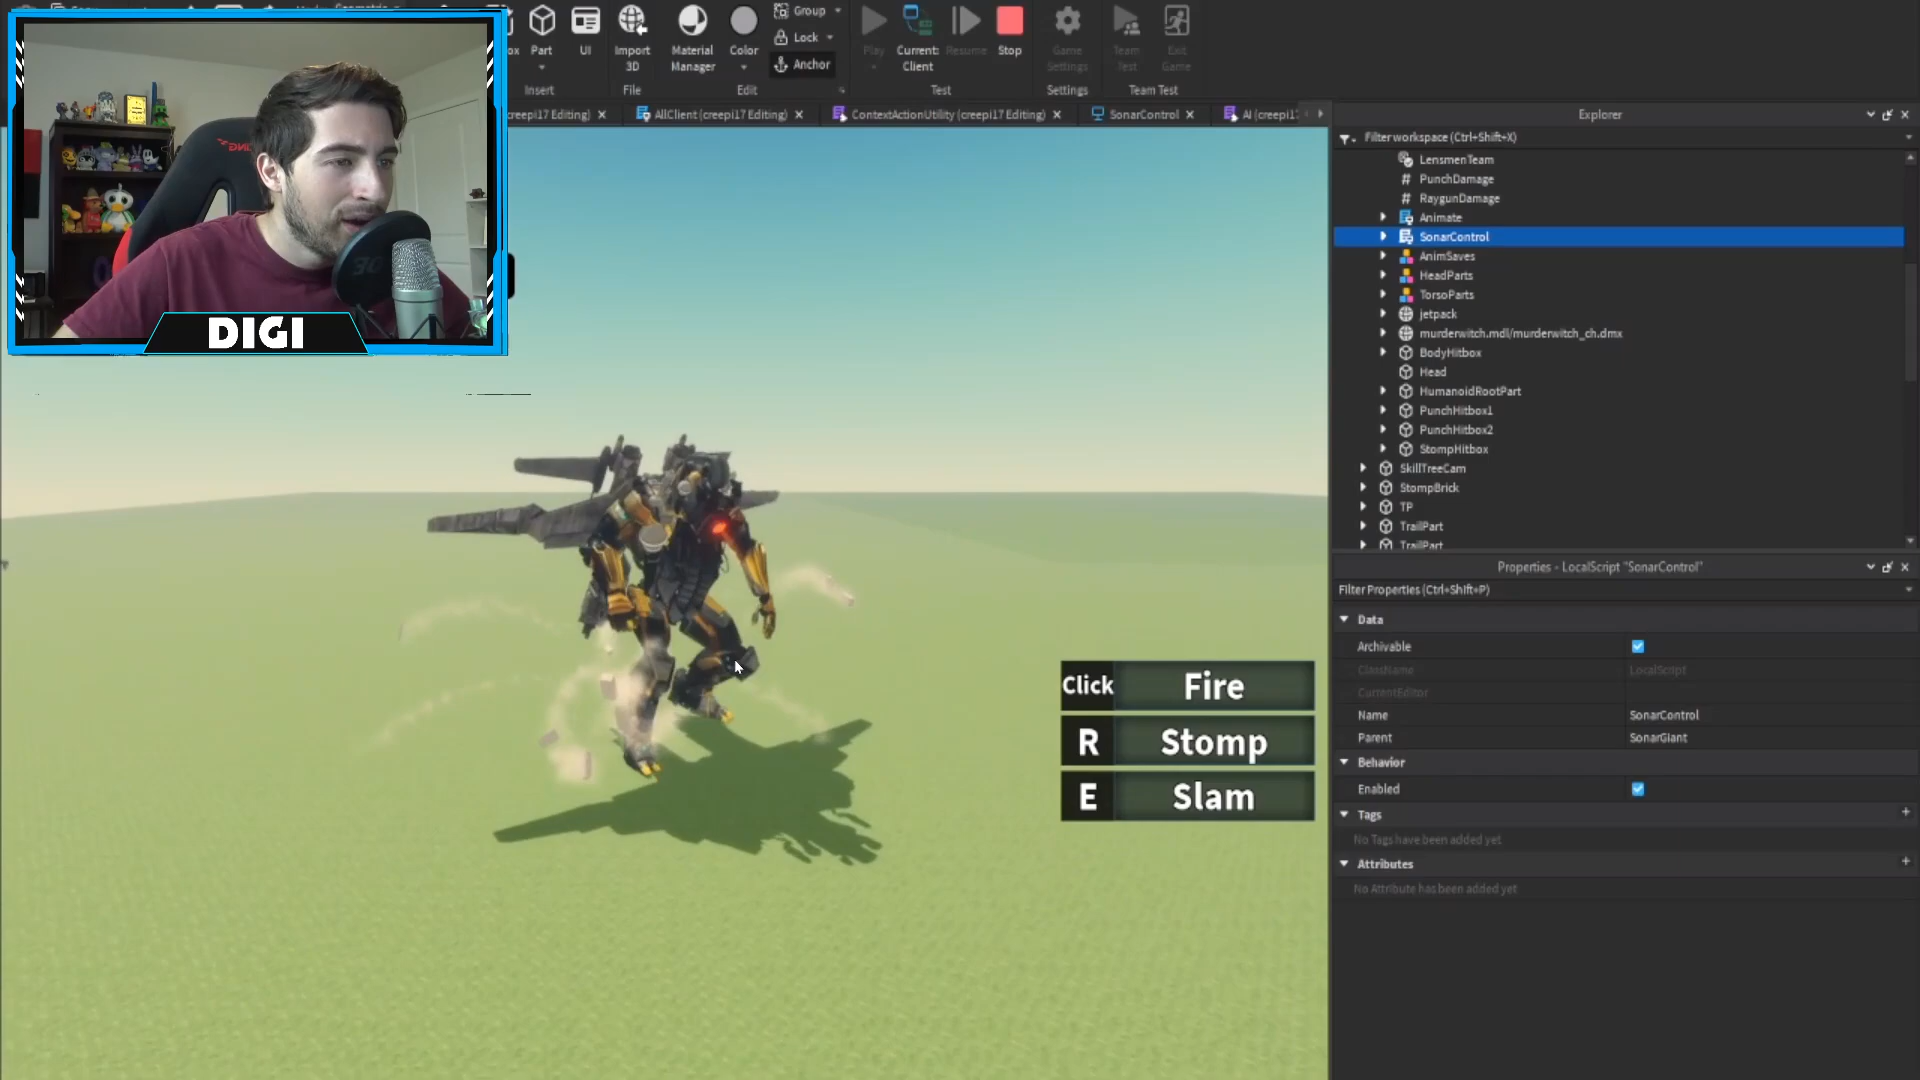 Part
UI
Import
3D
Material
Manager
Color
Group
Lock
Anchor
Play
Current:
Client
Resume
Stop
Game
Settings
Team
Test
Exit
Game
Insert
File
Edit
Test
Settings
Team Test
creepi17 Editing)
AllClient (creepi17 Editing)
ContextActionUtility (creepi17 Editing)
SonarControl
AI (creepi1
DIGI
Click
Fire
R
Stomp
E
Slam
Explorer
Filter workspace (Ctrl+Shift+X)
LensmenTeam
PunchDamage
RaygunDamage
Animate
SonarControl
AnimSaves
HeadParts
TorsoParts
jetpack
murderwitch.mdl/murderwitch_ch.dmx
BodyHitbox
Head
HumanoidRootPart
PunchHitbox1
PunchHitbox2
StompHitbox
SkillTreeCam
StompBrick
TP
TrailPart
TrailPart
Properties - LocalScript "SonarControl"
Filter Properties (Ctrl+Shift+P)
Data
Archivable
ClassName LocalScript
CurrentEditor
Name SonarControl
Parent SonarGiant
Behavior
Enabled
Tags
No Tags have been added yet
Attributes
No Attribute has been added yet